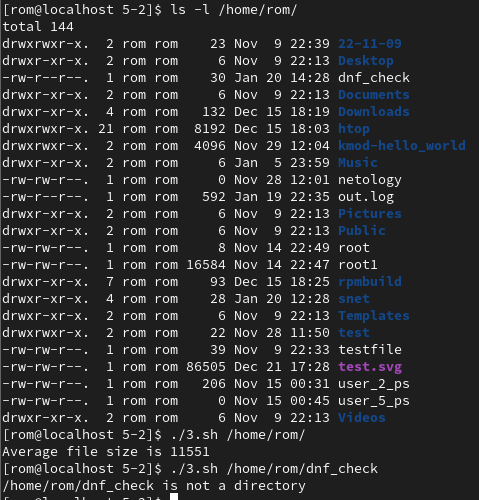 [rom@localhost 5-2]$ ls -l /home/rom/
total 144
drwxrwxr-x.  2 rom rom    23 Nov  9 22:39 22-11-09
drwxr-xr-x.  2 rom rom     6 Nov  9 22:13 Desktop
-rw-r--r--.  1 rom rom    30 Jan 20 14:28 dnf_check
drwxr-xr-x.  2 rom rom     6 Nov  9 22:13 Documents
drwxr-xr-x.  4 rom rom   132 Dec 15 18:19 Downloads
drwxrwxr-x. 21 rom rom  8192 Dec 15 18:03 htop
drwxrwxr-x.  2 rom rom  4096 Nov 29 12:04 kmod-hello_world
drwxr-xr-x.  2 rom rom     6 Jan  5 23:59 Music
-rw-rw-r--.  1 rom rom     0 Nov 28 12:01 netology
-rw-rw-r--.  1 rom rom   592 Jan 19 22:35 out.log
drwxr-xr-x.  2 rom rom     6 Nov  9 22:13 Pictures
drwxr-xr-x.  2 rom rom     6 Nov  9 22:13 Public
-rw-rw-r--.  1 rom rom     8 Nov 14 22:49 root
-rw-rw-r--.  1 rom rom 16584 Nov 14 22:47 root1
drwxr-xr-x.  7 rom rom    93 Dec 15 18:25 rpmbuild
drwxr-xr-x.  4 rom rom    28 Jan 20 12:28 snet
drwxr-xr-x.  2 rom rom     6 Nov  9 22:13 Templates
drwxrwxr-x.  2 rom rom    22 Nov 28 11:50 test
-rw-rw-r--.  1 rom rom    39 Nov  9 22:33 testfile
-rw-rw-r--.  1 rom rom 86505 Dec 21 17:28 test.svg
-rw-rw-r--.  1 rom rom   206 Nov 15 00:31 user_2_ps
-rw-rw-r--.  1 rom rom     0 Nov 15 00:45 user_5_ps
drwxr-xr-x.  2 rom rom     6 Nov  9 22:13 Videos
[rom@localhost 5-2]$ ./3.sh /home/rom/
Average file size is 11551
[rom@localhost 5-2]$ ./3.sh /home/rom/dnf_check
/home/rom/dnf_check is not a directory
[rom@localhost 5-2]$